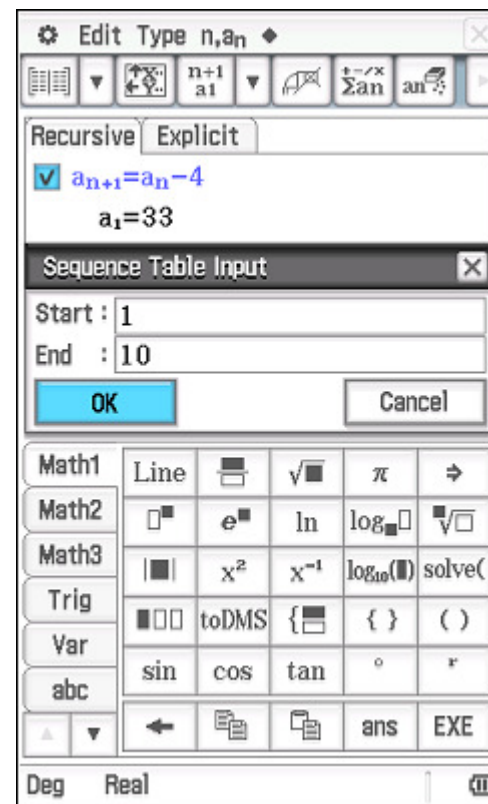 Edit Type n,aₙ
n+1 a1 +-/× Σan an
Recursive Explicit
aₙ₊₁=aₙ−4
a₁=33
Sequence Table Input
Start : 1
End : 10
OK Cancel
Math1 Line √■ π ⇒
Math2 □■ e■ ln log■□ ■√□
Math3 |■| x² x⁻¹ log₁₀(■) solve(
Trig ■□□ toDMS { { } ( )
Var sin cos tan ° r
abc ans EXE
Deg Real